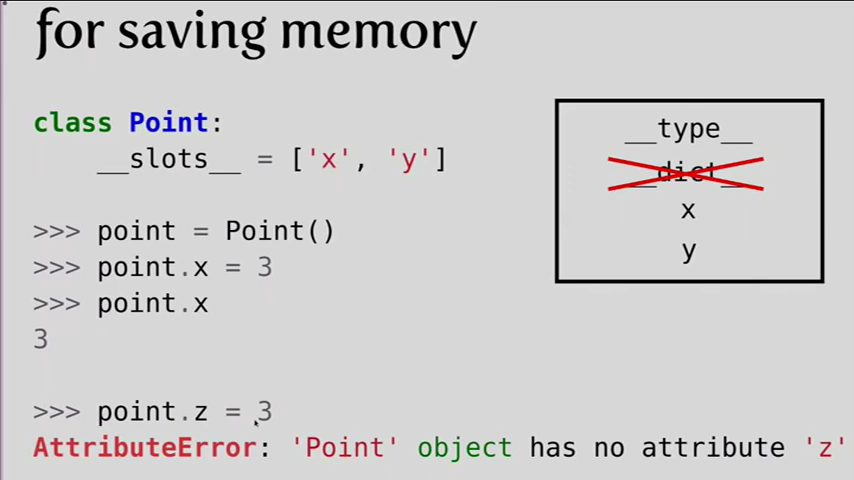 for saving memory
class Point:
    __slots__ = ['x', 'y']
>>> point = Point()
>>> point.x = 3
>>> point.x
3
>>> point.z = 3
AttributeError: 'Point' object has no attribute 'z'
__type__
__dict__
x
y